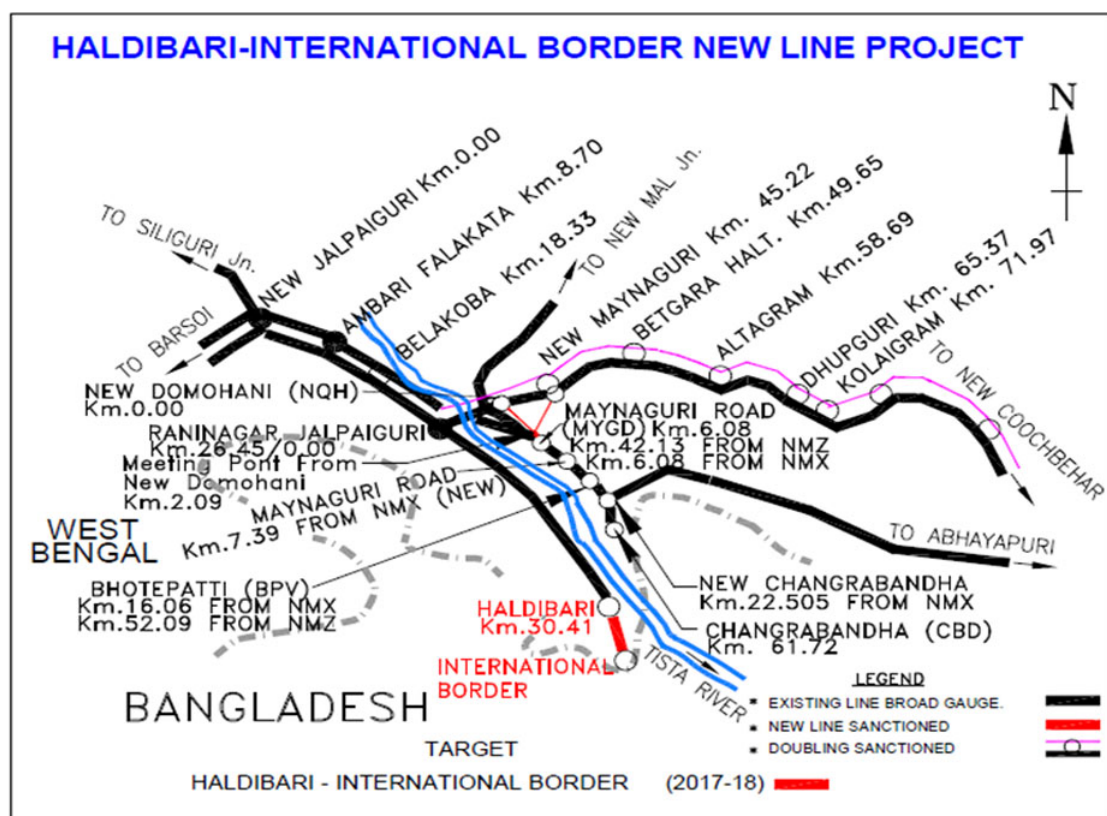 HALDIBARI-INTERNATIONAL BORDER NEW LINE PROJECT
N
TO SILIGURI Jn.
NEW JALPAIGURI Km.0.00
AMBARI FALAKATA Km.8.70
BELAKOBA Km.18.33
TO NEW MAL Jn.
NEW MAYNAGURI Km. 45.22
BETGARA HALT. Km.49.65
ALTAGRAM Km.58.69
DHUPGURI Km. 65.37
KOLAIGRAM Km. 71.97
TO NEW COOCHBEHAR
TO BARSOI
NEW DOMOHANI (NQH)
Km.0.00
RANINAGAR JALPAIGURI
Km.26.45/0.00
Meeting Pont From
New Domohani
Km.2.09
MAYNAGURI ROAD
(MYGD) Km.6.08
Km.42.13 FROM NMZ
Km.6.08 FROM NMX
MAYNAGURI ROAD
Km.7.39 FROM NMX (NEW)
WEST
BENGAL
TO ABHAYAPURI
BHOTEPATTI (BPV)
Km.16.06 FROM NMX
Km.52.09 FROM NMZ
NEW CHANGRABANDHA
Km.22.505 FROM NMX
CHANGRABANDHA (CBD)
Km. 61.72
HALDIBARI
Km.30.41
INTERNATIONAL
BORDER
TISTA RIVER
BANGLADESH
LEGEND
EXISTING LINE BROAD GAUGE.
NEW LINE SANCTIONED
DOUBLING SANCTIONED
TARGET
HALDIBARI - INTERNATIONAL BORDER (2017-18)